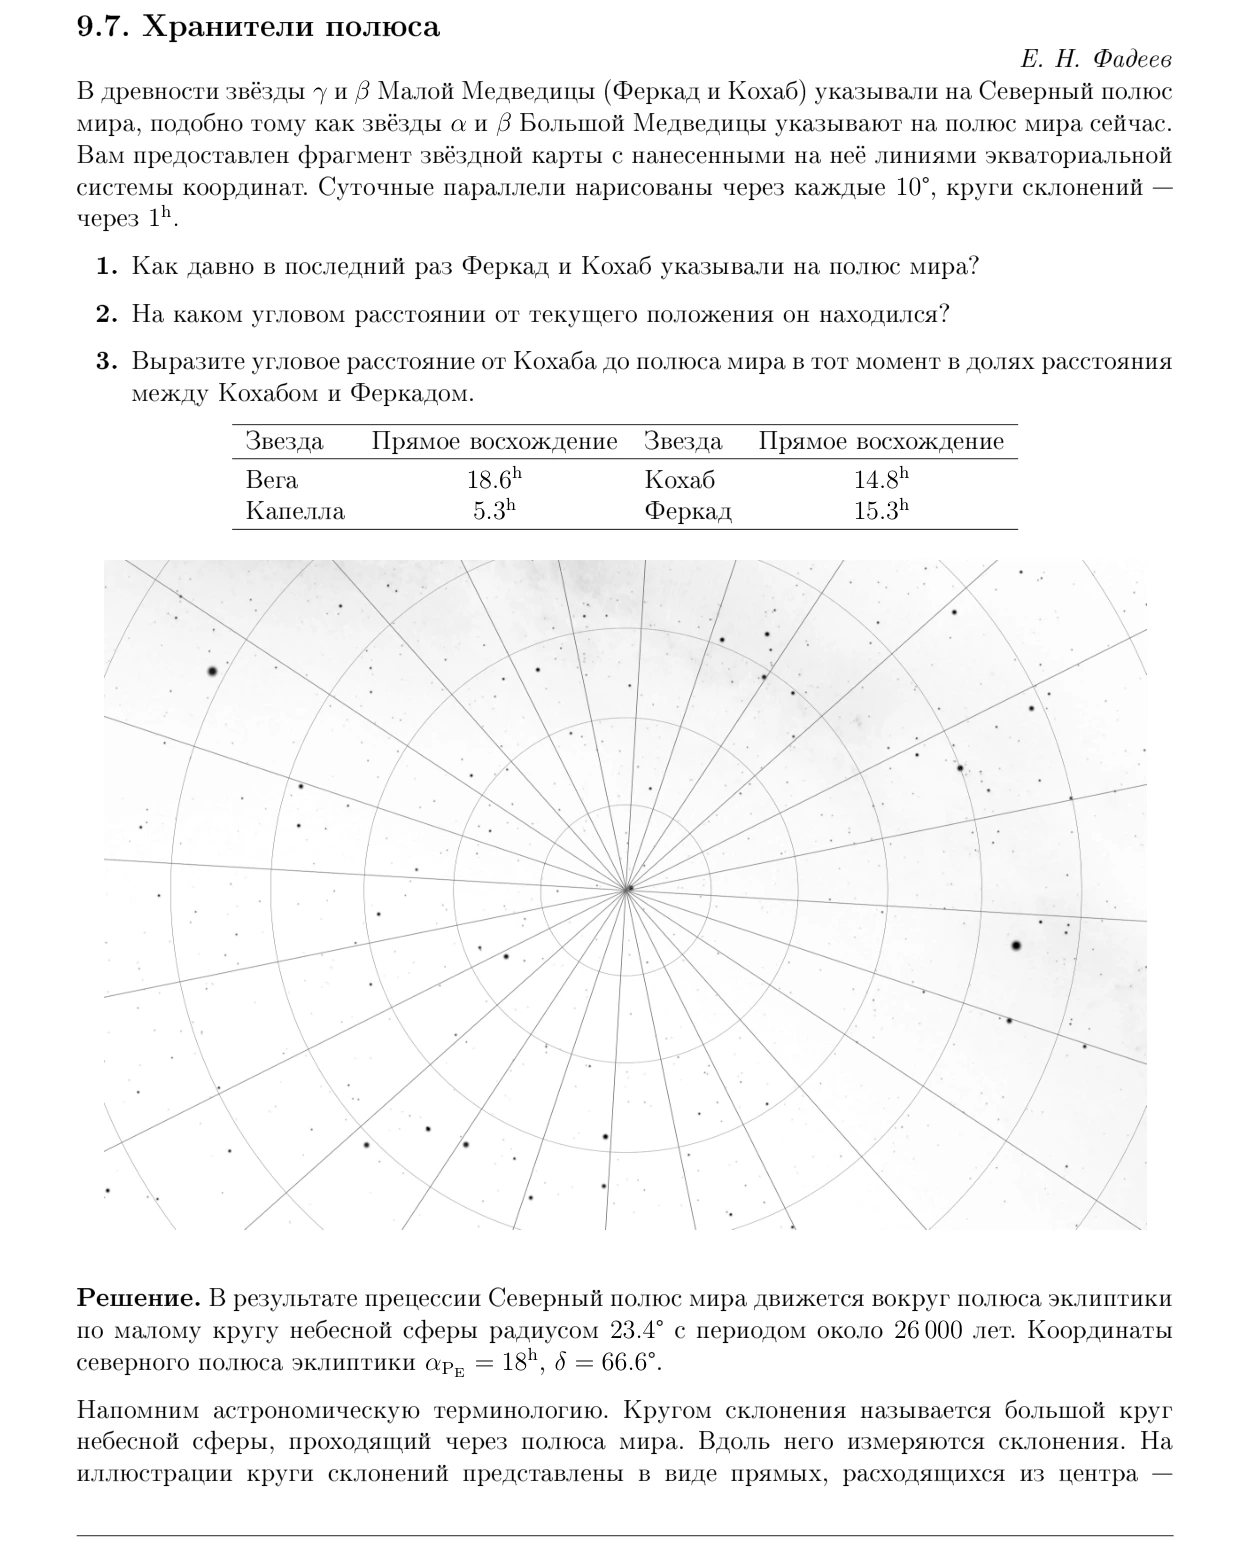 9.7. Хранители полюса
Е. Н. Фадеев
В древности звёзды γ и β Малой Медведицы (Феркад и Кохаб) указывали на Северный полюс
мира, подобно тому как звёзды α и β Большой Медведицы указывают на полюс мира сейчас.
Вам предоставлен фрагмент звёздной карты с нанесенными на неё линиями экваториальной
системы координат. Суточные параллели нарисованы через каждые 10°, круги склонений —
через 1ʰ.
1. Как давно в последний раз Феркад и Кохаб указывали на полюс мира?
2. На каком угловом расстоянии от текущего положения он находился?
3. Выразите угловое расстояние от Кохаба до полюса мира в тот момент в долях расстояния
между Кохабом и Феркадом.
Звезда Прямое восхождение Звезда Прямое восхождение
Вега 18.6ʰ Кохаб 14.8ʰ
Капелла 5.3ʰ Феркад 15.3ʰ
Решение. В результате прецессии Северный полюс мира движется вокруг полюса эклиптики
по малому кругу небесной сферы радиусом 23.4° с периодом около 26 000 лет. Координаты
северного полюса эклиптики α_{P_E} = 18ʰ, δ = 66.6°.
Напомним астрономическую терминологию. Кругом склонения называется большой круг
небесной сферы, проходящий через полюса мира. Вдоль него измеряются склонения. На
иллюстрации круги склонений представлены в виде прямых, расходящихся из центра —